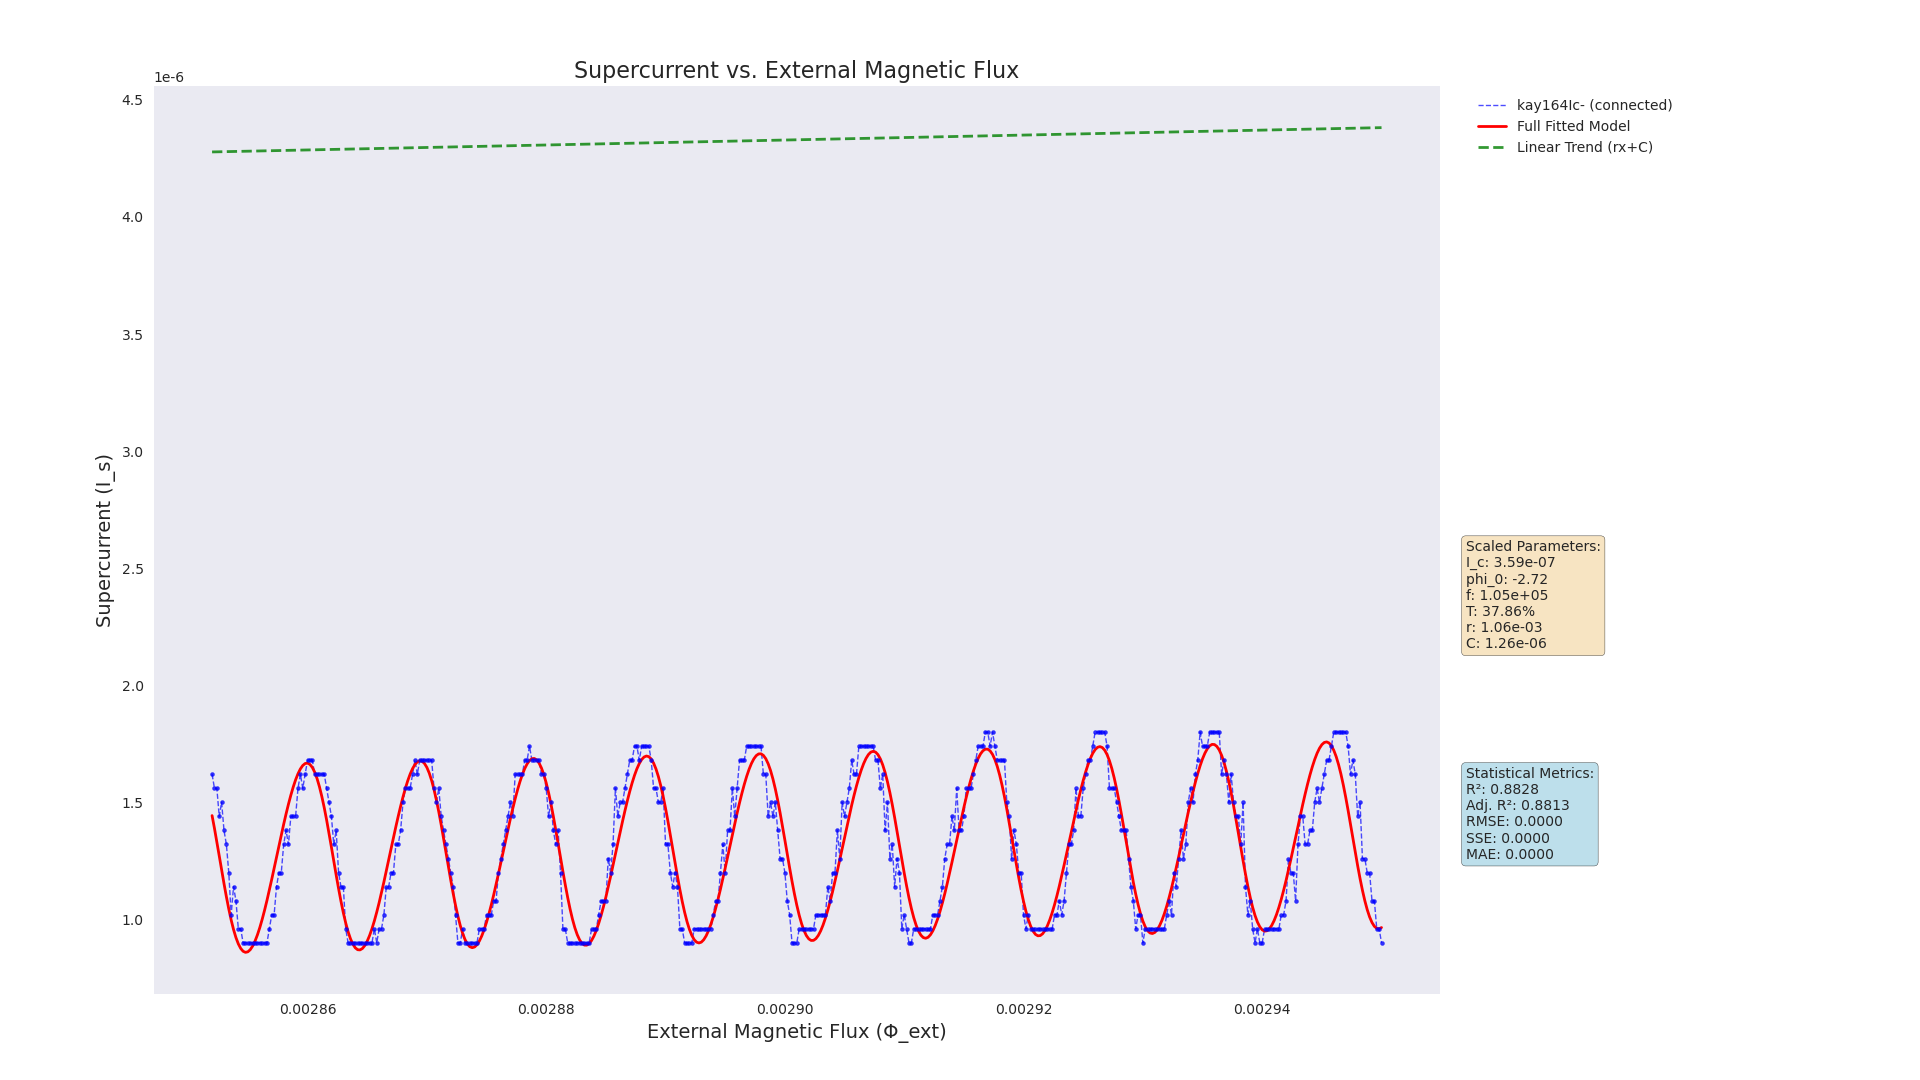 Supercurrent vs. External Magnetic Flux
1e-6
4.5
4.0
3.5
3.0
2.5
2.0
1.5
1.0
Supercurrent (I_s)
0.00286
0.00288
0.00290
0.00292
0.00294
External Magnetic Flux (Φ_ext)
kay164Ic- (connected)
Full Fitted Model
Linear Trend (rx+C)
Scaled Parameters:
I_c: 3.59e-07
phi_0: -2.72
f: 1.05e+05
T: 37.86%
r: 1.06e-03
C: 1.26e-06
Statistical Metrics:
R²: 0.8828
Adj. R²: 0.8813
RMSE: 0.0000
SSE: 0.0000
MAE: 0.0000